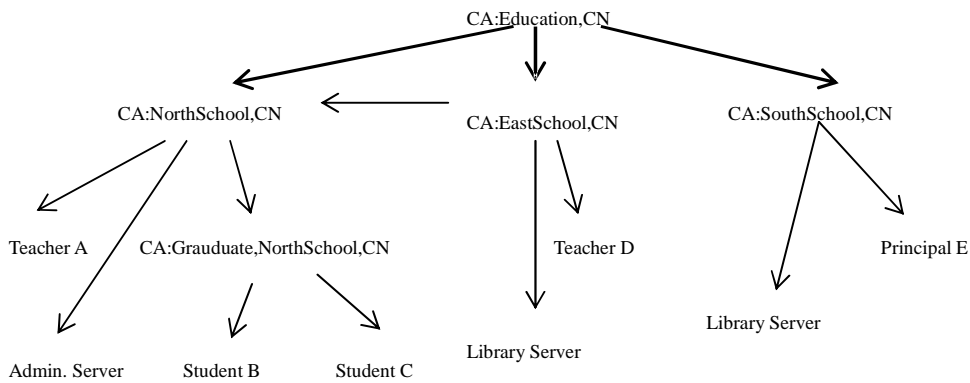 CA:Education,CN
CA:NorthSchool,CN
CA:EastSchool,CN
CA:SouthSchool,CN
Teacher A
CA:Grauduate,NorthSchool,CN
Teacher D
Principal E
Library Server
Library Server
Admin. Server
Student B
Student C